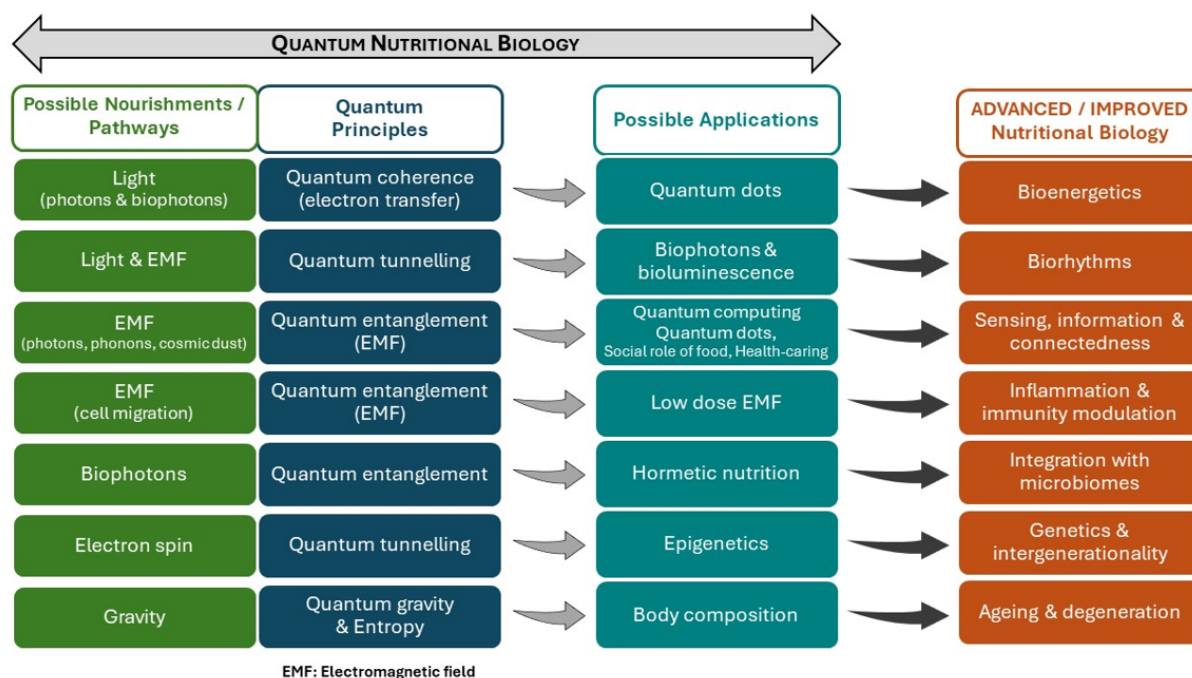 QUANTUM NUTRITIONAL BIOLOGY
Possible Nourishments /
Pathways
Quantum
Principles
Possible Applications
ADVANCED / IMPROVED
Nutritional Biology
Light
(photons & biophotons)
Quantum coherence
(electron transfer)
Quantum dots
Bioenergetics
Light & EMF
Quantum tunnelling
Biophotons &
bioluminescence
Biorhythms
EMF
(photons, phonons, cosmic dust)
Quantum entanglement
(EMF)
Quantum computing
Quantum dots,
Social role of food, Health-caring
Sensing, information &
connectedness
EMF
(cell migration)
Quantum entanglement
(EMF)
Low dose EMF
Inflammation &
immunity modulation
Biophotons
Quantum entanglement
Hormetic nutrition
Integration with
microbiomes
Electron spin
Quantum tunnelling
Epigenetics
Genetics &
intergenerationality
Gravity
Quantum gravity
& Entropy
Body composition
Ageing & degeneration
EMF: Electromagnetic field